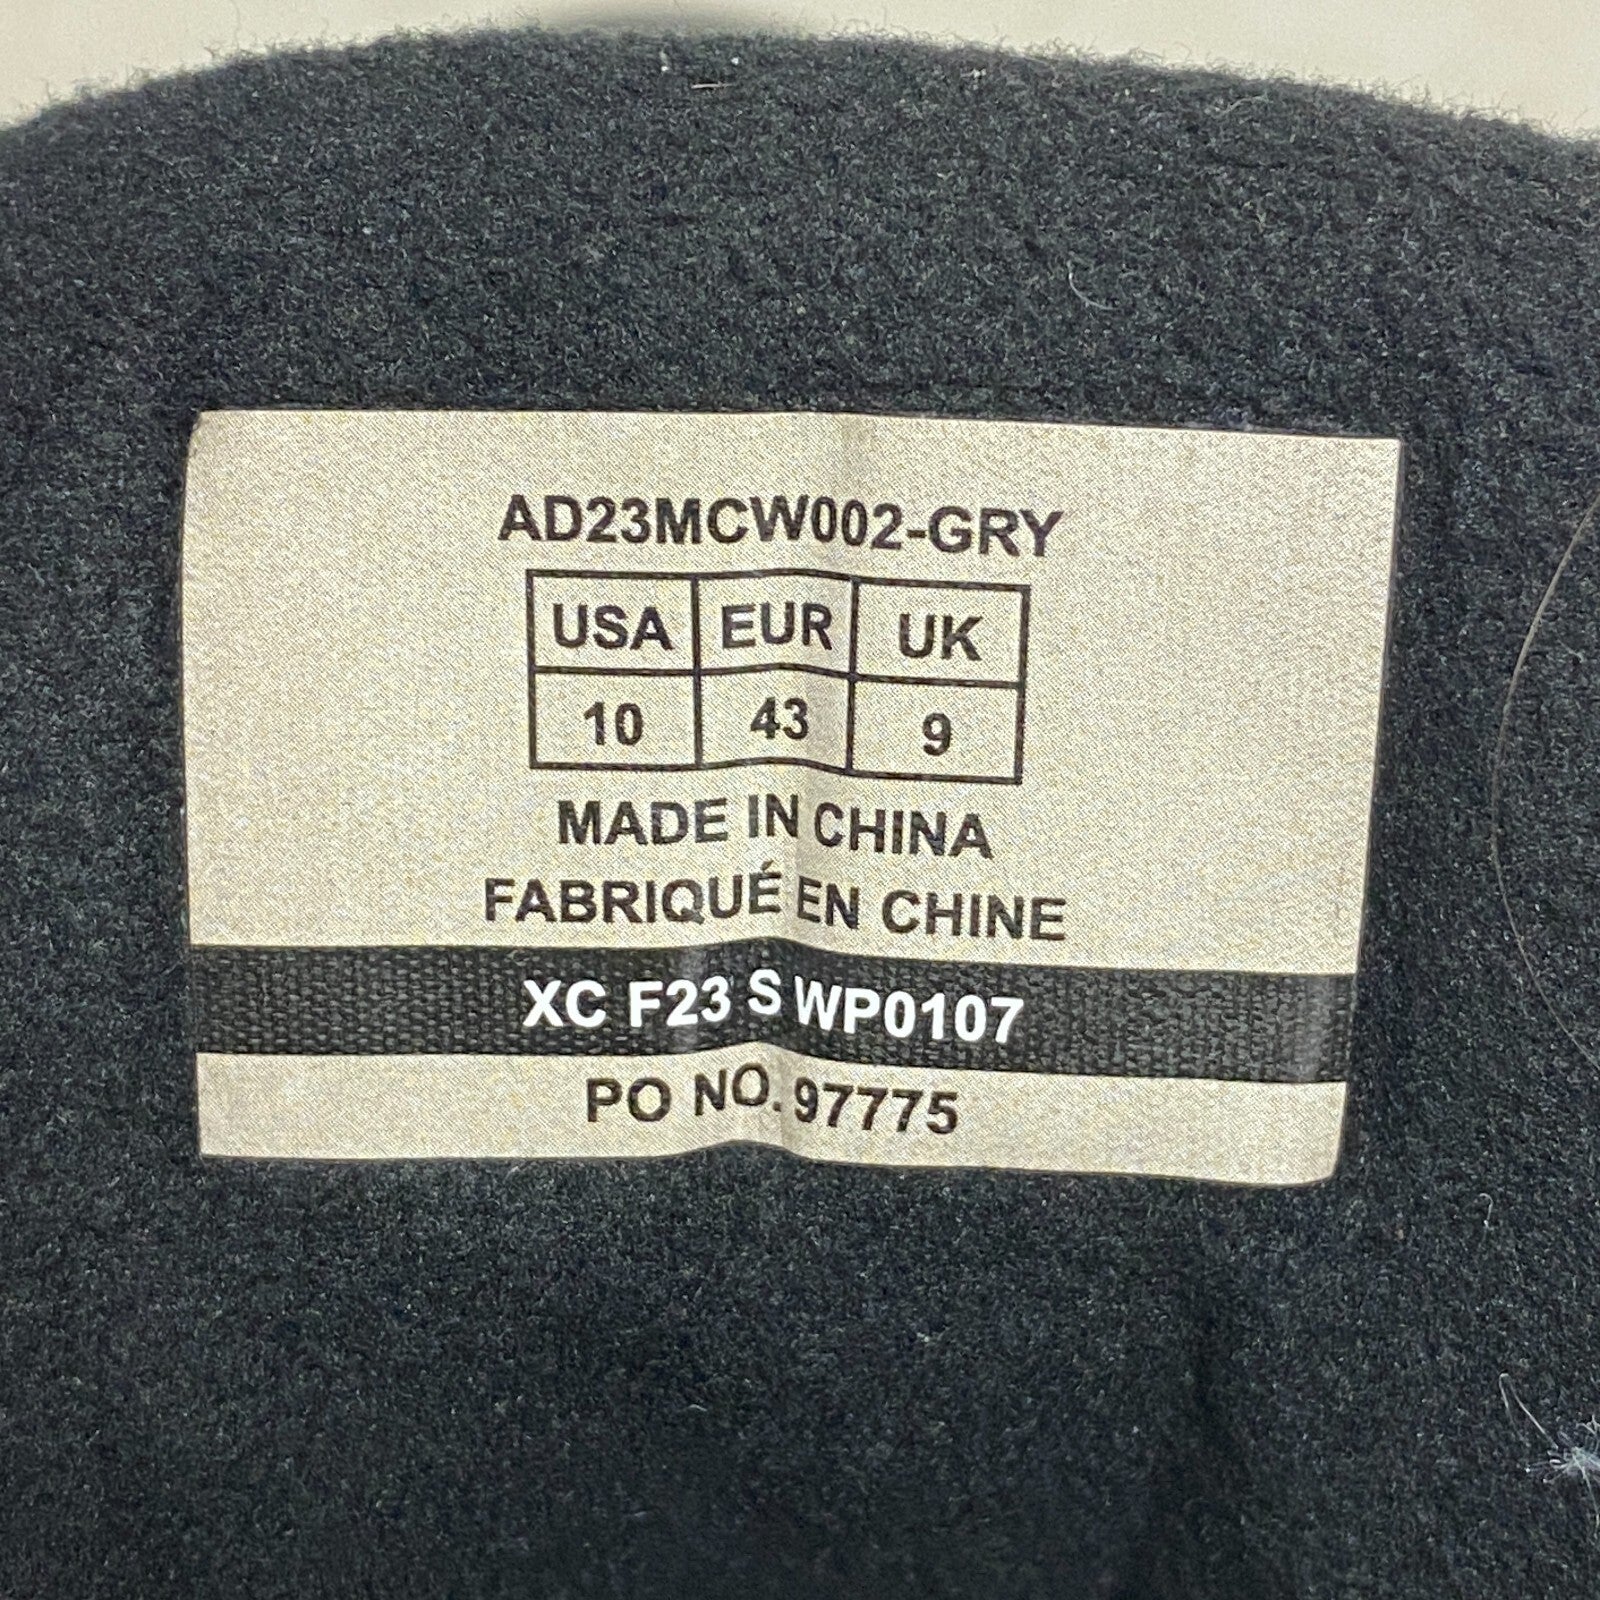 AD23MCW002-GRY
USA EUR UK
10 43 9
MADE IN CHINA
FABRIQUÉ EN CHINE
XC F23 S WP0107
PO NO. 97775